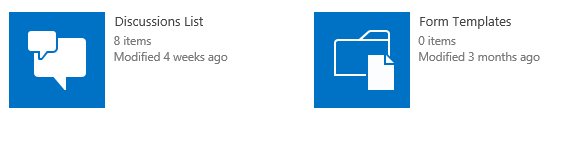 Discussions List
8 items
Modified 4 weeks ago
Form Templates
0 items
Modified 3 months ago